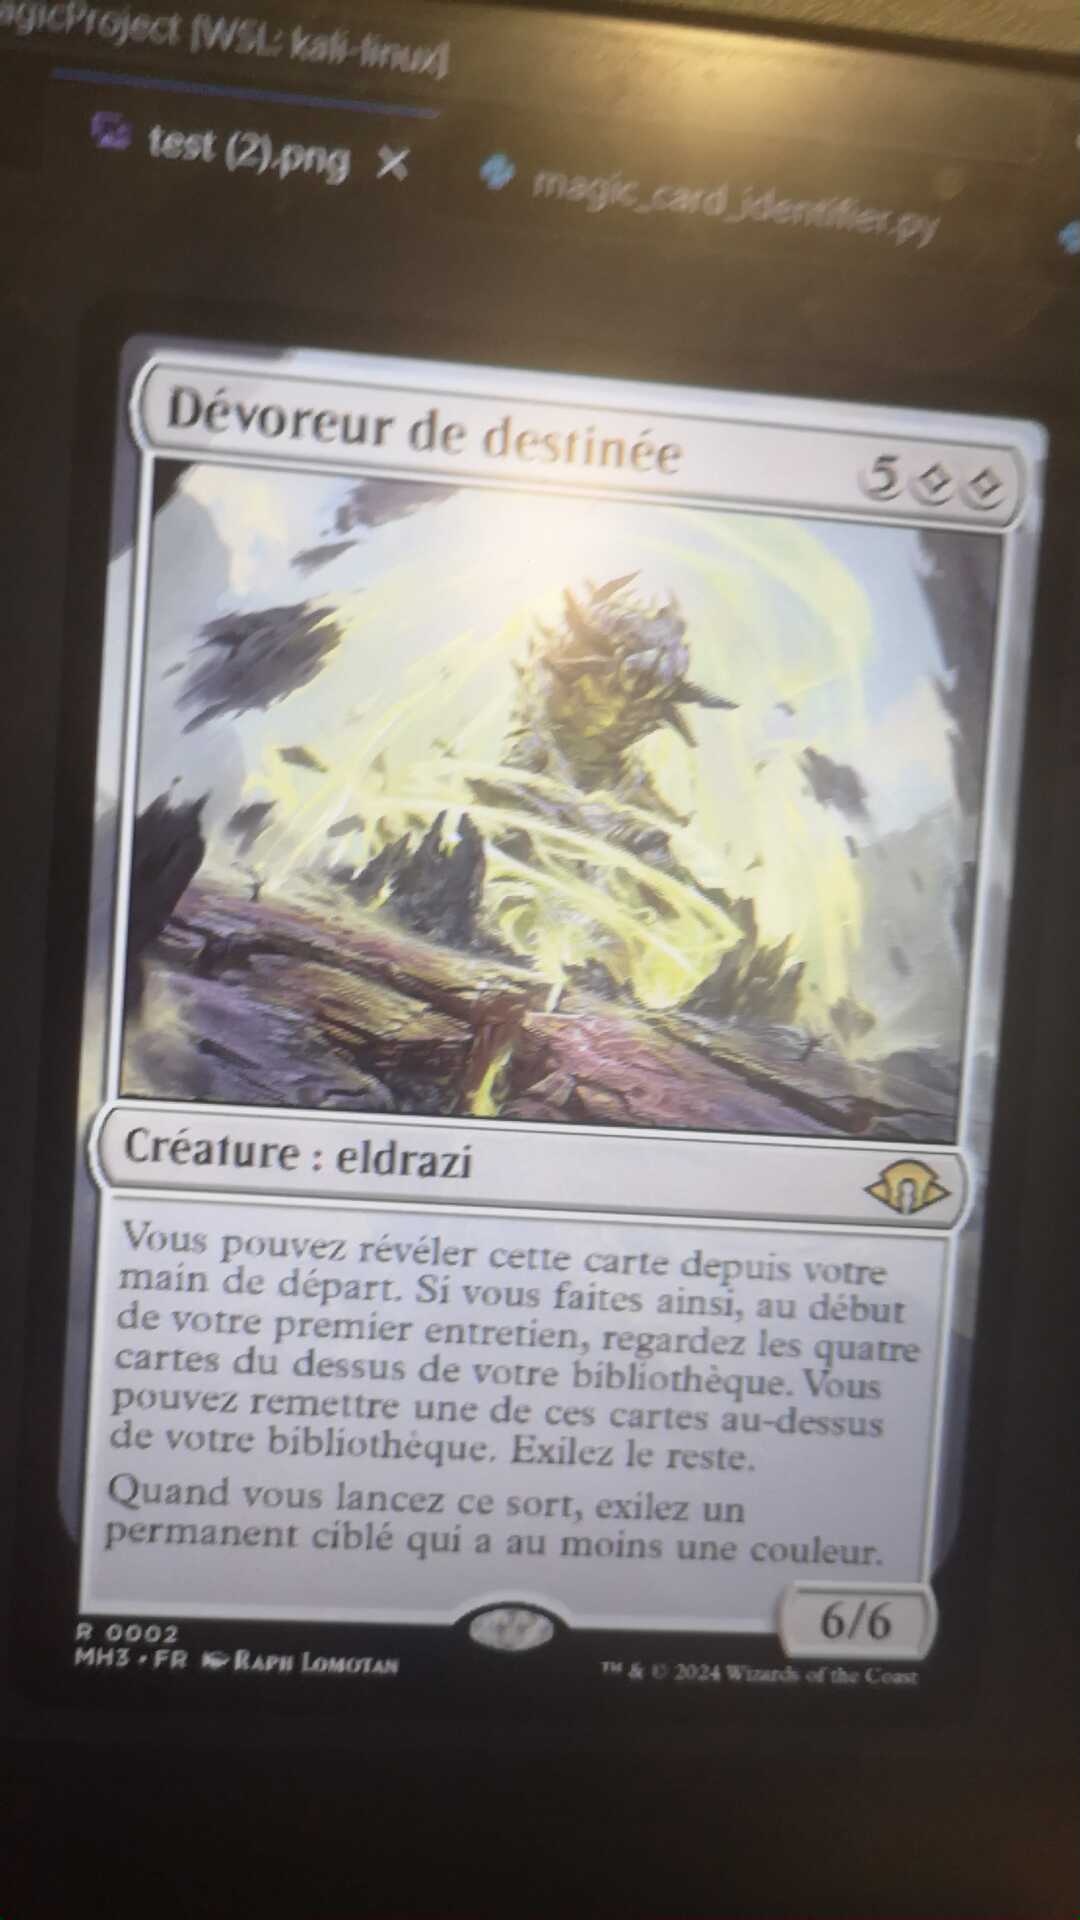 agicProject [WSL: kali-linux]
test (2).png
magic_card_identifier.py
Dévoreur de destinée
5
Créature : eldrazi
Vous pouvez révéler cette carte depuis votre
main de départ. Si vous faites ainsi, au début
de votre premier entretien, regardez les quatre
cartes du dessus de votre bibliothèque. Vous
pouvez remettre une de ces cartes au-dessus
de votre bibliothèque. Exilez le reste.
Quand vous lancez ce sort, exilez un
permanent ciblé qui a au moins une couleur.
6/6
R 0002
MH3 • FR Raph Lomotan
™ & © 2024 Wizards of the Coast